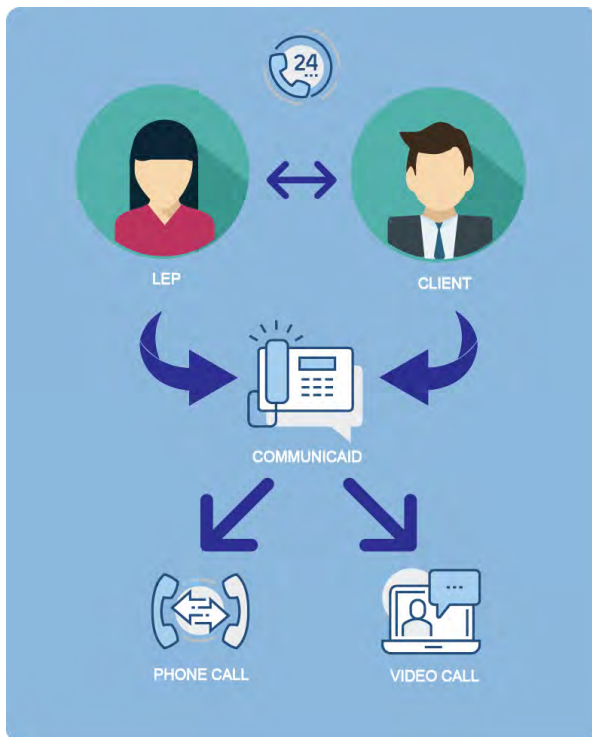 24
LEP
CLIENT
COMMUNICAID
PHONE CALL
VIDEO CALL